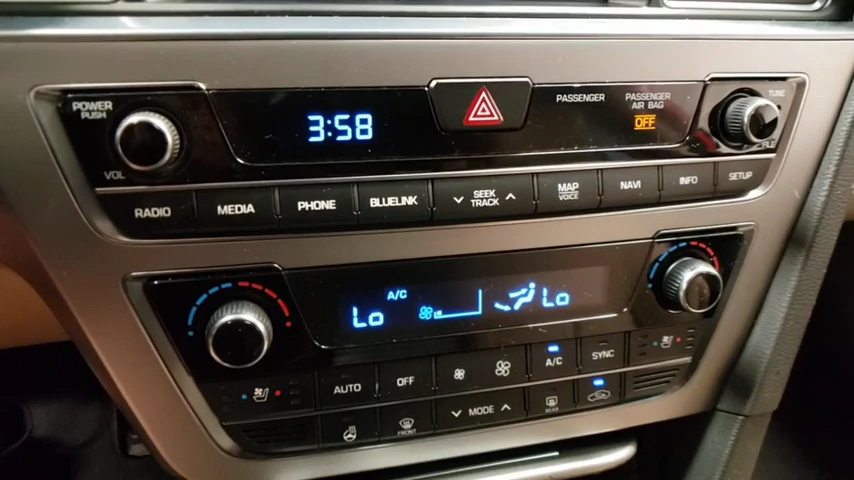 POWER
PUSH
VOL
3:58
PASSENGER
PASSENGER
AIR BAG
OFF
TUNE
FILE
RADIO
MEDIA
PHONE
BLUELINK
SEEK
TRACK
MAP
VOICE
NAVI
INFO
SETUP
A/C
Lo
Lo
AUTO
OFF
A/C
SYNC
FRONT
MODE
REAR